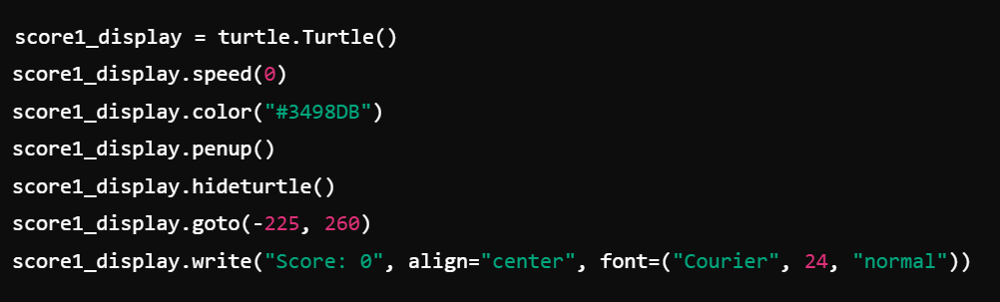 score1_display = turtle.Turtle()
score1_display.speed(0)
score1_display.color("#3498DB")
score1_display.penup()
score1_display.hideturtle()
score1_display.goto(-225, 260)
score1_display.write("Score: 0", align="center", font=("Courier", 24, "normal"))